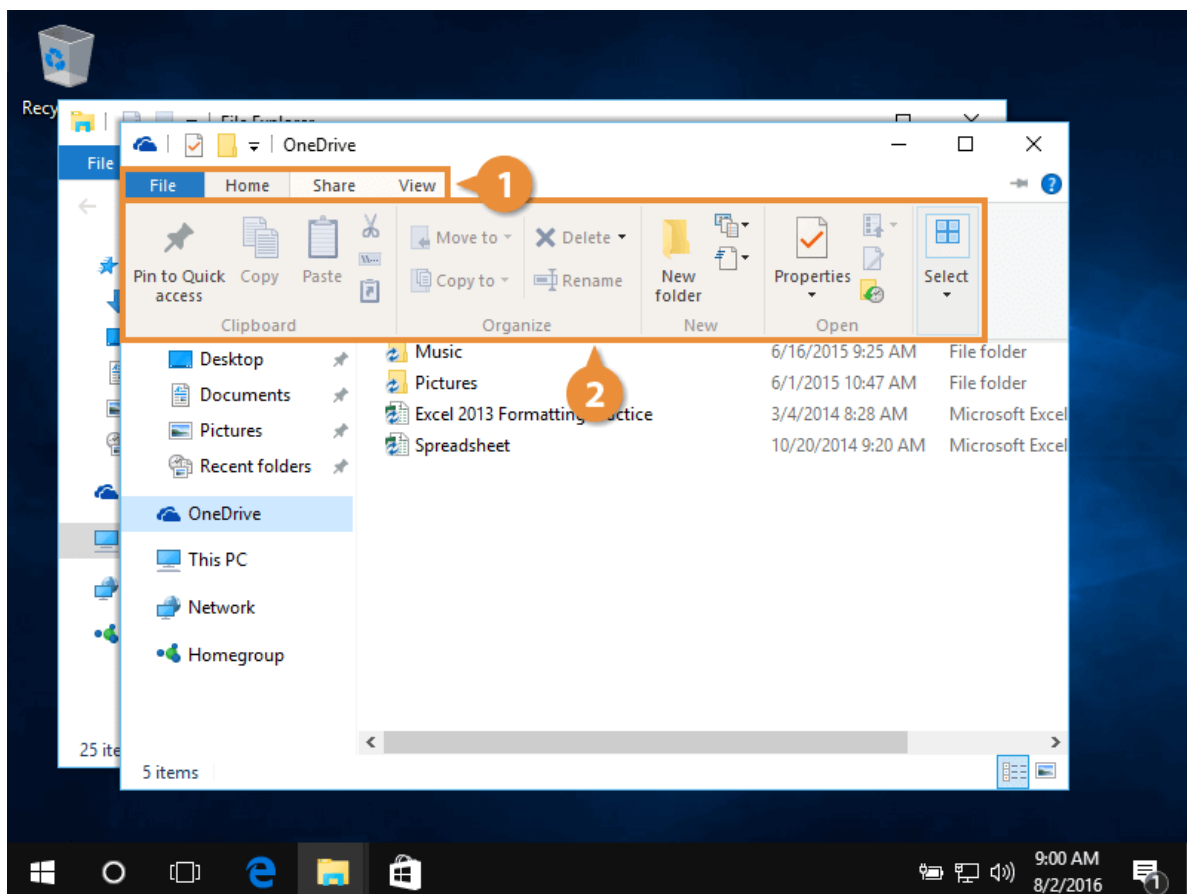 Recy
File Explorer
File
OneDrive
File Home Share View
1
?
Pin to Quick access
Copy
Paste
Clipboard
Move to
Copy to
Delete
Rename
Organize
New folder
New
Properties
Open
Select
2
Desktop
Documents
Pictures
Recent folders
OneDrive
This PC
Network
Homegroup
Music 6/16/2015 9:25 AM File folder
Pictures 6/1/2015 10:47 AM File folder
Excel 2013 Formatting 3/4/2014 8:28 AM Microsoft Excel
Spreadsheet 10/20/2014 9:20 AM Microsoft Excel
25 ite
5 items
9:00 AM
8/2/2016
1